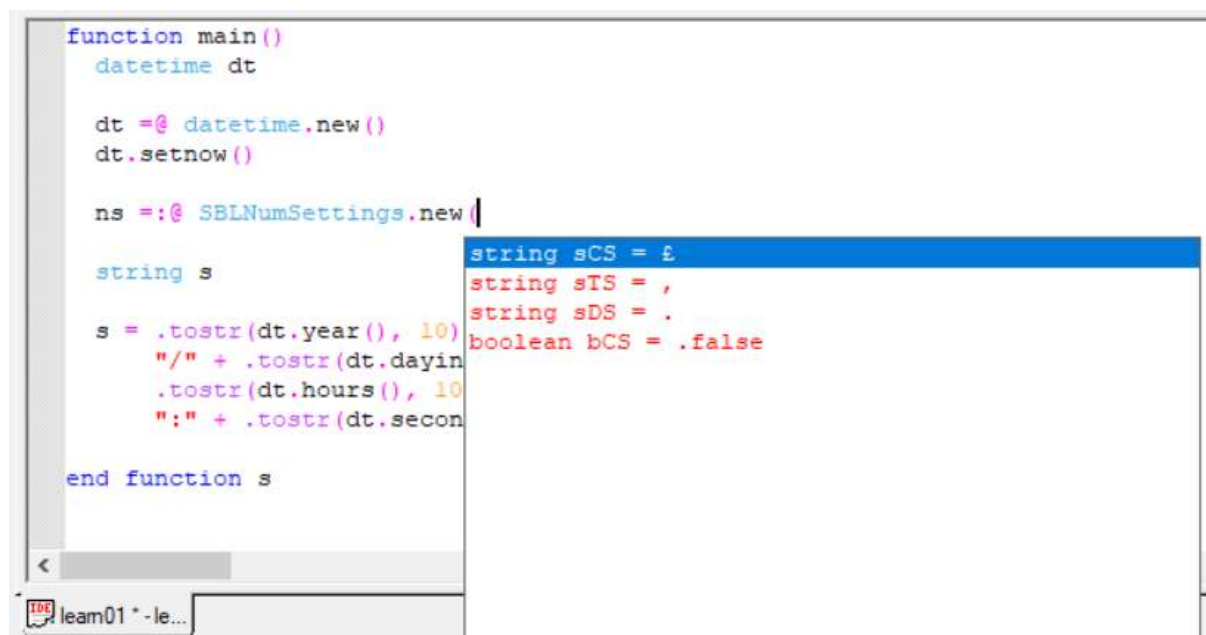 function main()
datetime dt
dt =@ datetime.new()
dt.setnow()
ns =:@ SBLNumSettings.new(
string sCS = £
string sTS = ,
string sDS = .
boolean bCS = .false
string s
s = .tostr(dt.year(), 10)
"/" + .tostr(dt.dayin
.tostr(dt.hours(), 10
":" + .tostr(dt.secon
end function s
<
IDE learn01 * - le...